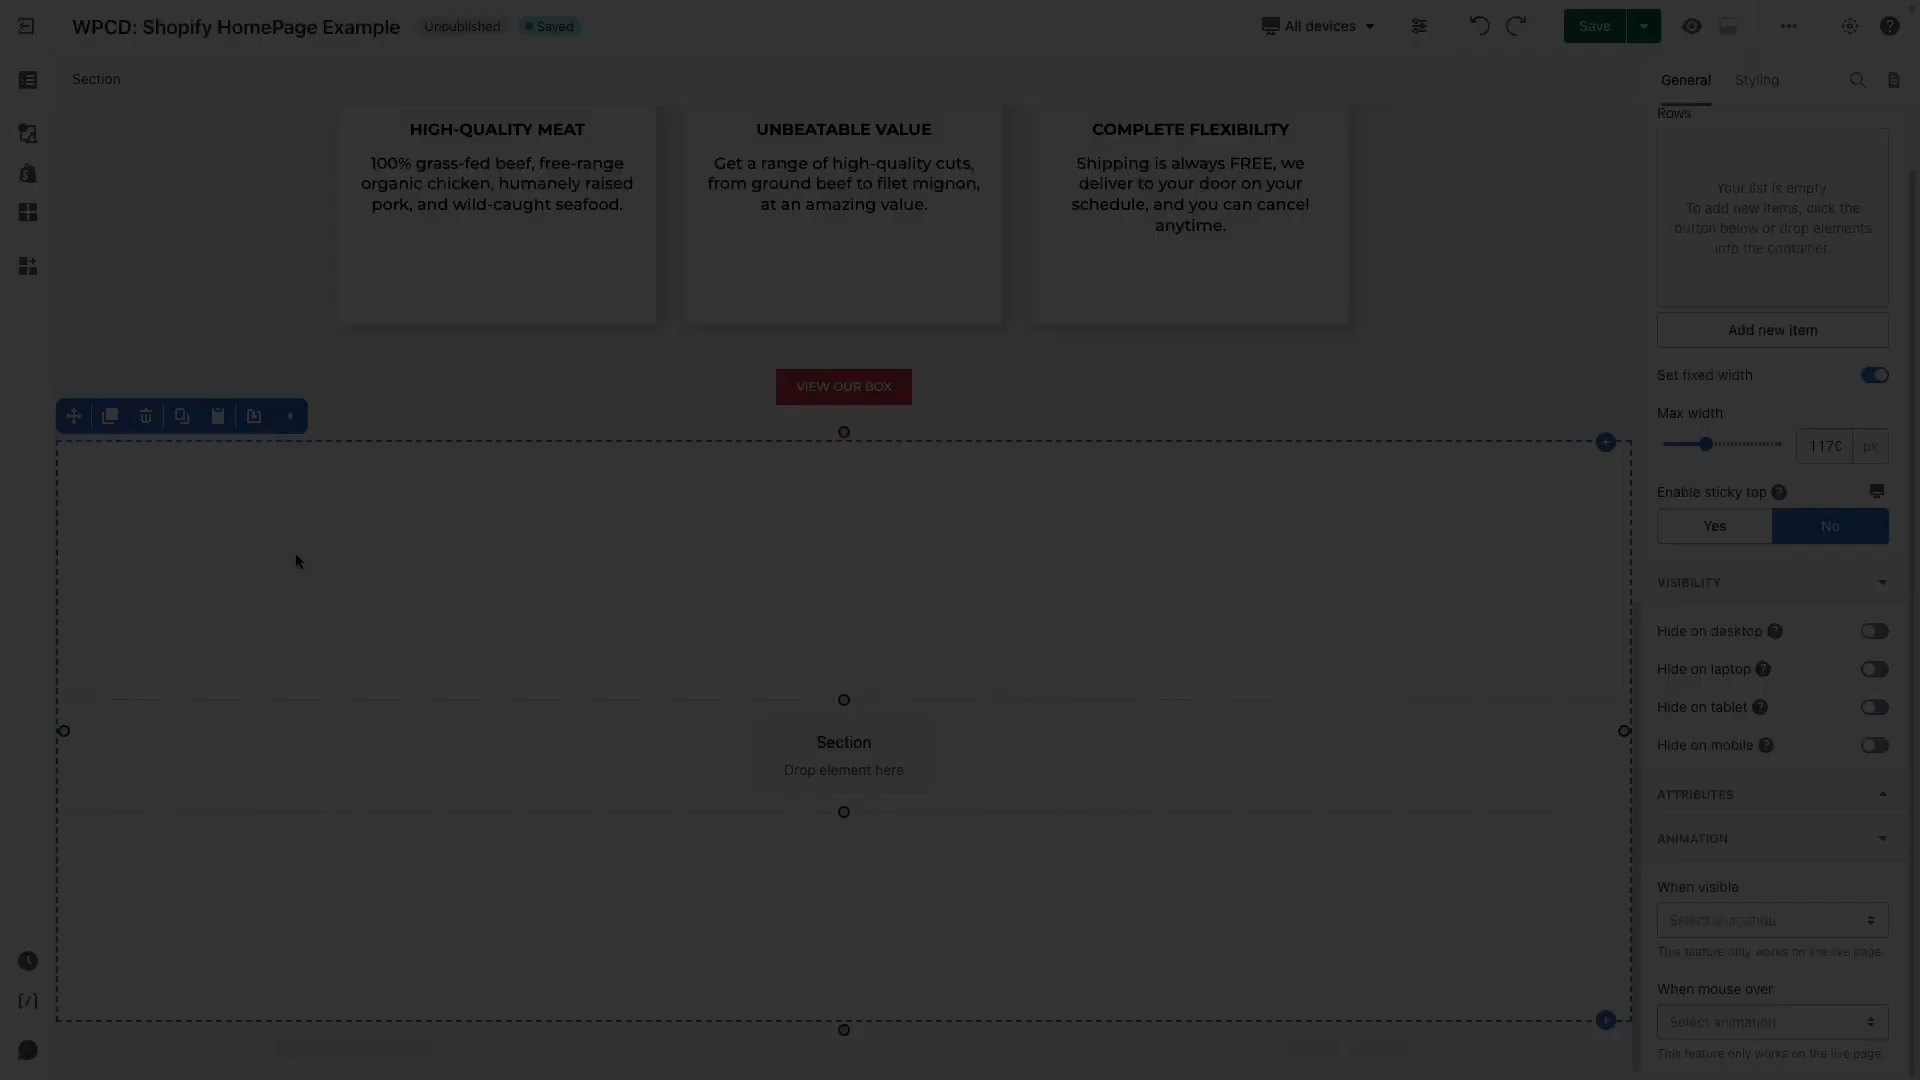 WPCD: Shopify HomePage Example
Unpublished
Saved
All devices
Save
Section
General
Styling
HIGH-QUALITY MEAT
100% grass-fed beef, free-range
organic chicken, humanely raised
pork, and wild-caught seafood.
UNBEATABLE VALUE
Get a range of high-quality cuts,
from ground beef to filet mignon,
at an amazing value.
COMPLETE FLEXIBILITY
Shipping is always FREE, we
deliver to your door on your
schedule, and you can cancel
anytime.
VIEW OUR BOX
Section
Drop element here
Rows
Your list is empty
To add new items, click the
button below or drop elements
into the container.
Add new item
Set fixed width
Max width
1170
px
Enable sticky top
Yes
No
VISIBILITY
Hide on desktop
Hide on laptop
Hide on tablet
Hide on mobile
ATTRIBUTES
ANIMATION
When visible
Select animation
This feature only works on the live page.
When mouse over
Select animation
This feature only works on the live page.